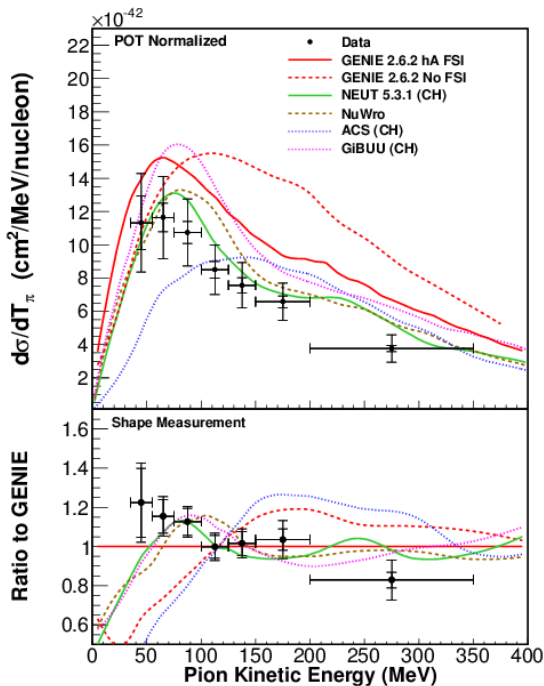 ×10⁻⁴²
POT Normalized
Data
GENIE 2.6.2 hA FSI
GENIE 2.6.2 No FSI
NEUT 5.3.1 (CH)
NuWro
ACS (CH)
GiBUU (CH)
dσ/dTπ (cm²/MeV/nucleon)
22
20
18
16
14
12
10
8
6
4
2
Shape Measurement
Ratio to GENIE
1.6
1.4
1.2
1
0.8
0.6
0 50 100 150 200 250 300 350 400
Pion Kinetic Energy (MeV)